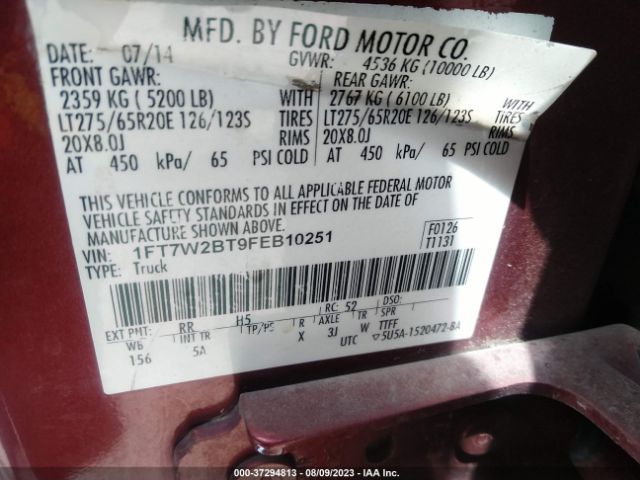 MFD. BY FORD MOTOR CO.
DATE: 07/14 GVWR: 4536 KG (10000 LB)
FRONT GAWR: REAR GAWR:
2359 KG ( 5200 LB) WITH 2767 KG ( 6100 LB) WITH
LT275/65R20E 126/123S TIRES LT275/65R20E 126/123S TIRES
20X8.0J RIMS 20X8.0J RIMS
AT 450 kPa/ 65 PSI COLD AT 450 kPa/ 65 PSI COLD
THIS VEHICLE CONFORMS TO ALL APPLICABLE FEDERAL MOTOR
VEHICLE SAFETY STANDARDS IN EFFECT ON THE DATE OF
MANUFACTURE SHOWN ABOVE.
VIN: 1FT7W2BT9FEB10251 F0126
TYPE: Truck T1131
EXT PNT: RR H5 RC: 52 DSO:
WB INT TR TP/PS R AXLE TR SPR
156 5A X 3J W TTFF
UTC ▽5U5A-1520472-BA
000-37294813 - 08/09/2023 - IAA Inc.